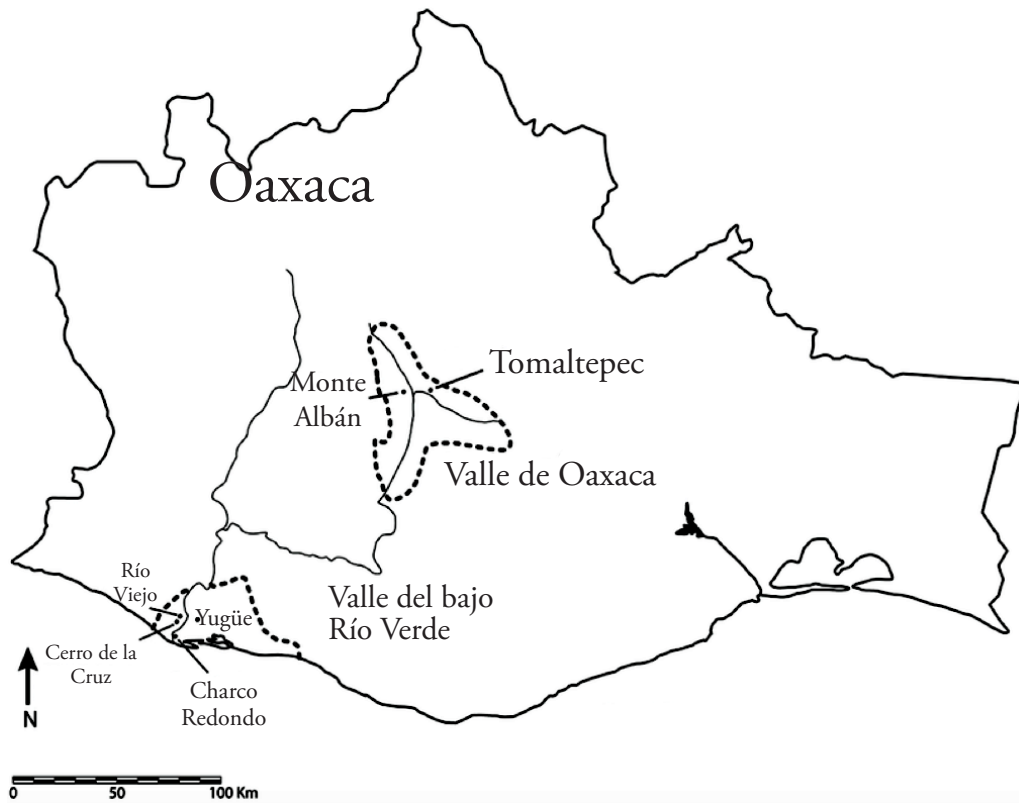 Oaxaca
Tomaltepec
Monte
Albán
Valle de Oaxaca
Río
Viejo
Yugüe
Valle del bajo
Río Verde
Cerro de la
Cruz
Charco
Redondo
N
0 50 100 Km